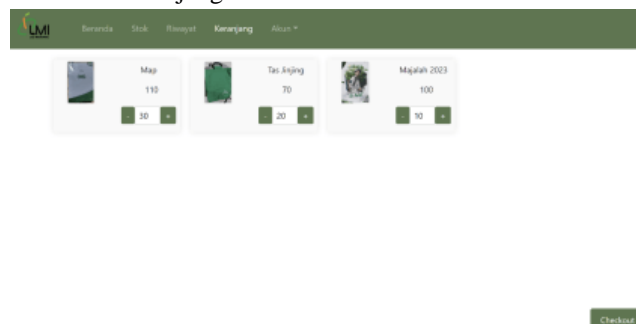 LMI
Beranda Stok Riwayat Keranjang Akun
Map
110
- 30 +
Tas Jinjing
70
- 20 +
Majalah 2023
100
- 10 +
Checkout